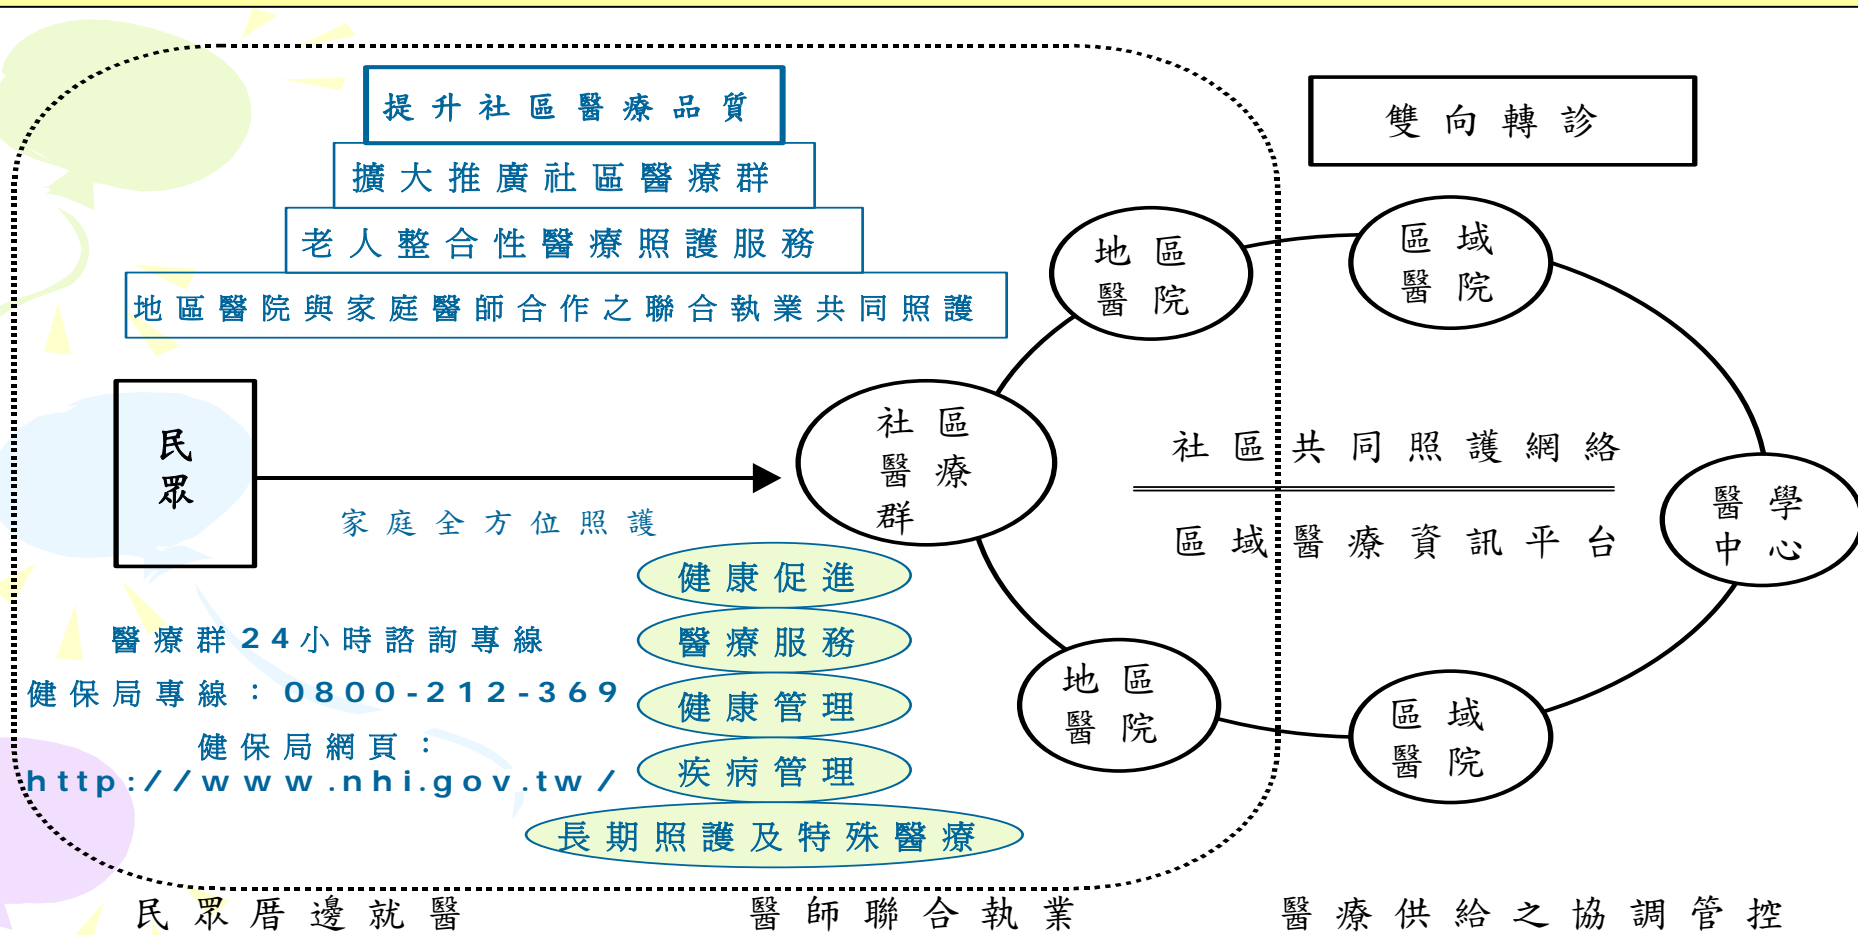 提升社區醫療品質
擴大推廣社區醫療群
老人整合性醫療照護服務
地區醫院與家庭醫師合作之聯合執業共同照護
雙向轉診
地區
醫院
區域
醫院
民
眾
家庭全方位照護
社區
醫療
群
社區共同照護網絡
區域醫療資訊平台
醫學
中心
健康促進
醫療服務
健康管理
疾病管理
長期照護及特殊醫療
醫療群24小時諮詢專線
健保局專線：0800-212-369
健保局網頁：
http://www.nhi.gov.tw/
地區
醫院
區域
醫院
民眾厝邊就醫
醫師聯合執業
醫療供給之協調管控